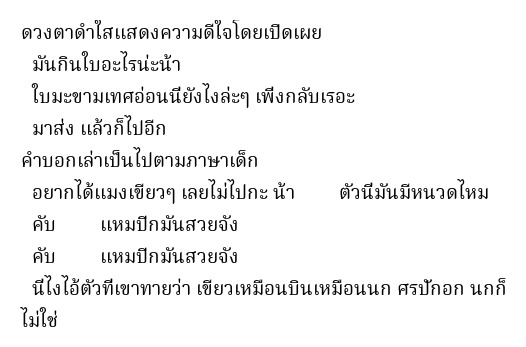 ดวงตาดำใสแสดงความดีใจโดยเปิดเผย
มันกินใบอะไรน่ะน้า
ใบมะขามเทศอ่อนนียังไงล่ะๆ เพิงกลับเรอะ
มาส่ง แล้วก็ไปอีก
คำบอกเล่าเป็นไปตามภาษาเด็ก
อยากได้แมงเขียวๆ เลยไม่ไปกะ น้า ตัวนีมันมีหนวดไหม
คับ แหมปีกมันสวยจัง
คับ แหมปีกมันสวยจัง
นีไงไอ้ตัวทีเขาทายว่า เขียวเหมือนบินเหมือนนก ศรปักอก นกก็
ไม่ใช่